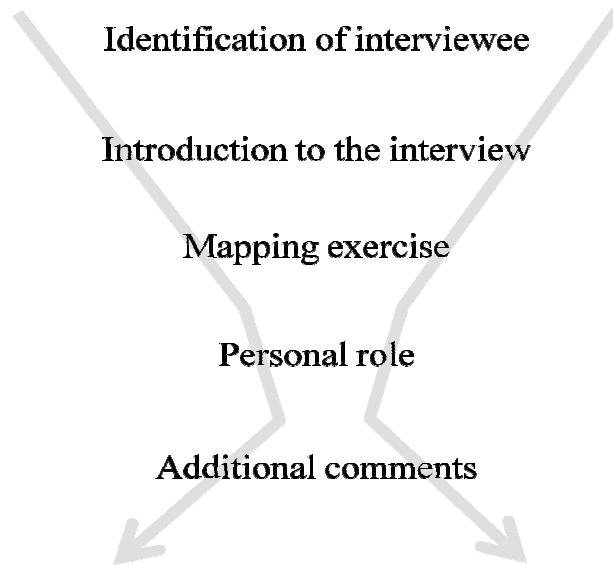 Identification of interviewee
Introduction to the interview
Mapping exercise
Personal role
Additional comments